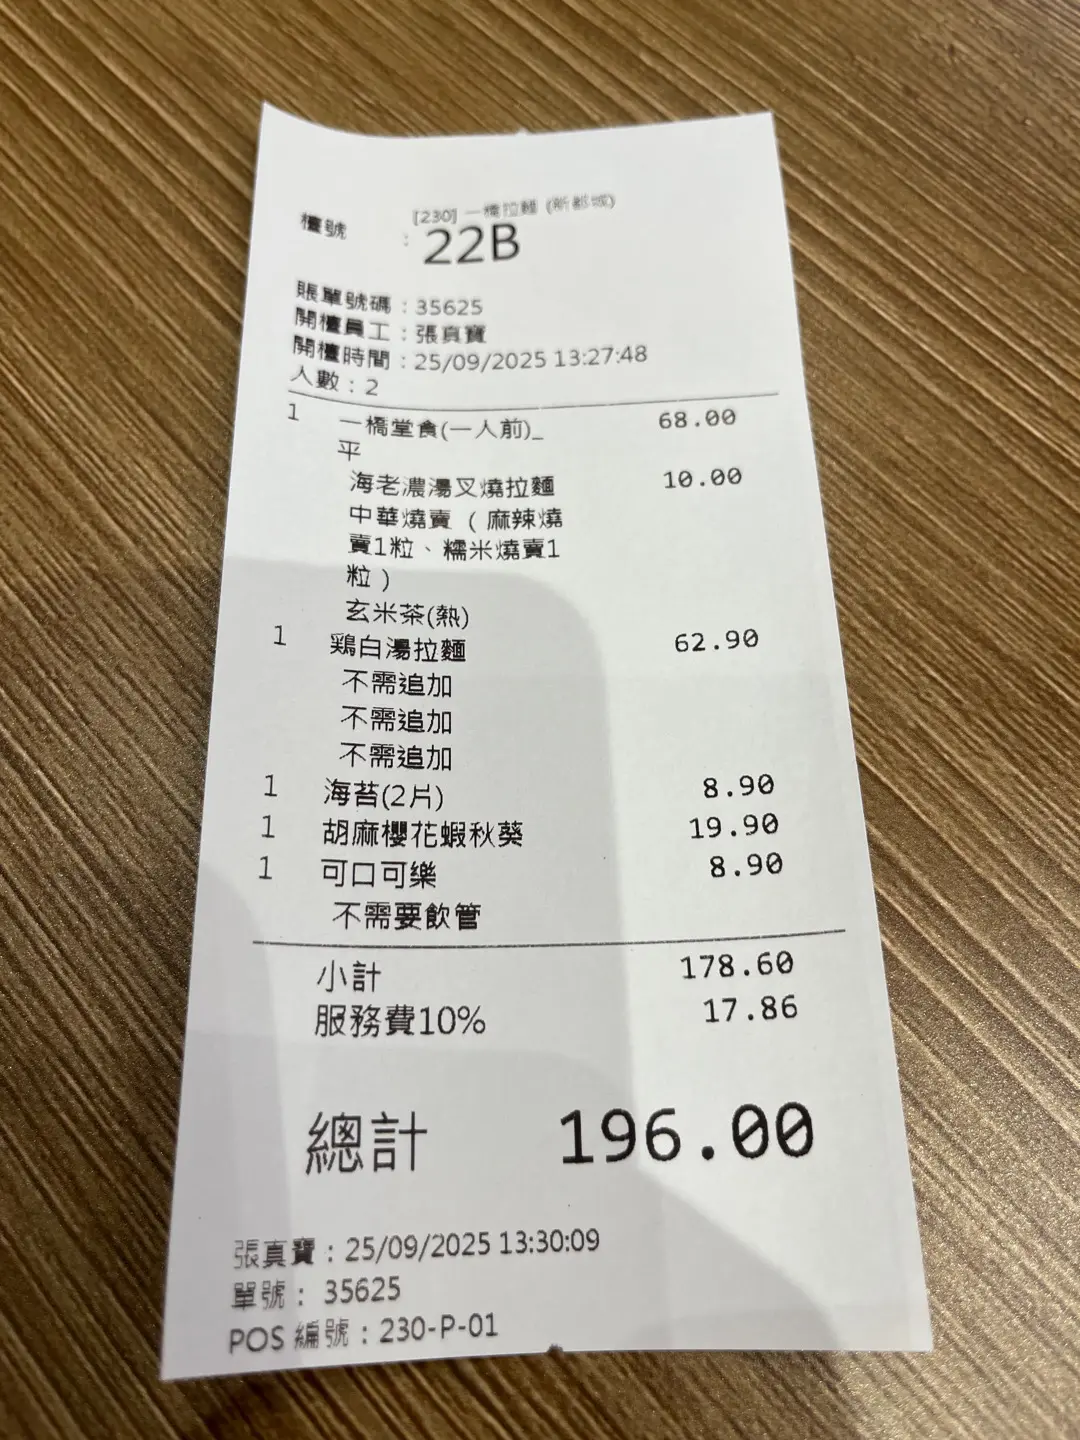 [230] 一橋拉麵 (新都城)
檯號 : 22B
賬單號碼 : 35625
開檯員工 : 張真寶
開檯時間 : 25/09/2025 13:27:48
人數 : 2
1 一橋堂食(一人前)_ 68.00
平
海老濃湯叉燒拉麵 10.00
中華燒賣 ( 麻辣燒
賣1粒、糯米燒賣1
粒 )
玄米茶(熱)
1 鶏白湯拉麵 62.90
不需追加
不需追加
不需追加
1 海苔(2片) 8.90
1 胡麻櫻花蝦秋葵 19.90
1 可口可樂 8.90
不需要飲管
小計 178.60
服務費10% 17.86
總計 196.00
張真寶 : 25/09/2025 13:30:09
單號 : 35625
POS 編號 : 230-P-01